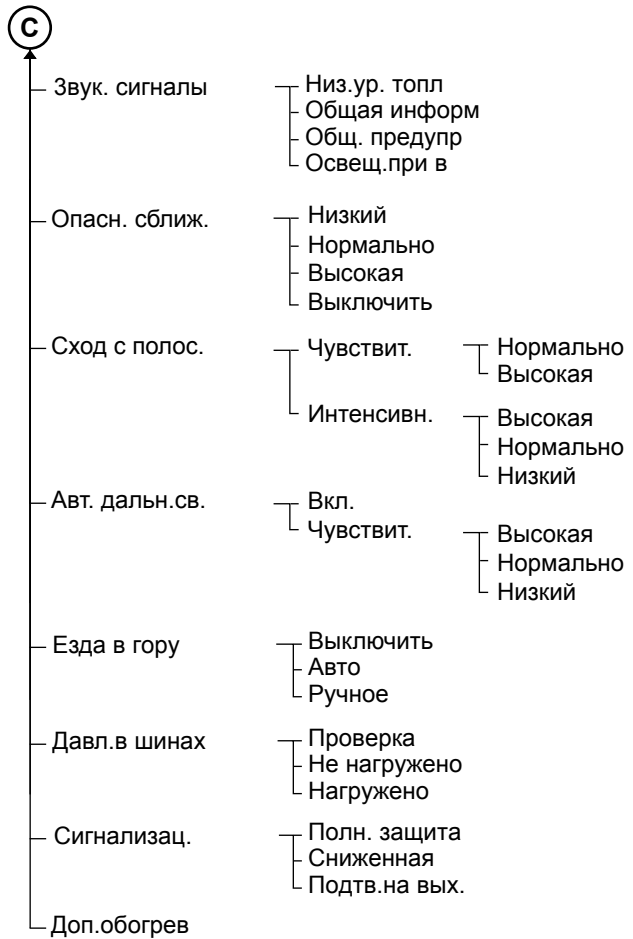 C
Звук. сигналы
Низ.ур. топл
Общая информ
Общ. предупр
Освещ.при в
Опасн. сближ.
Низкий
Нормально
Высокая
Выключить
Сход с полос.
Чувствит.
Нормально
Высокая
Интенсивн.
Высокая
Нормально
Низкий
Авт. дальн.св.
Вкл.
Чувствит.
Высокая
Нормально
Низкий
Езда в гору
Выключить
Авто
Ручное
Давл.в шинах
Проверка
Не нагружено
Нагружено
Сигнализац.
Полн. защита
Сниженная
Подтв.на вых.
Доп.обогрев